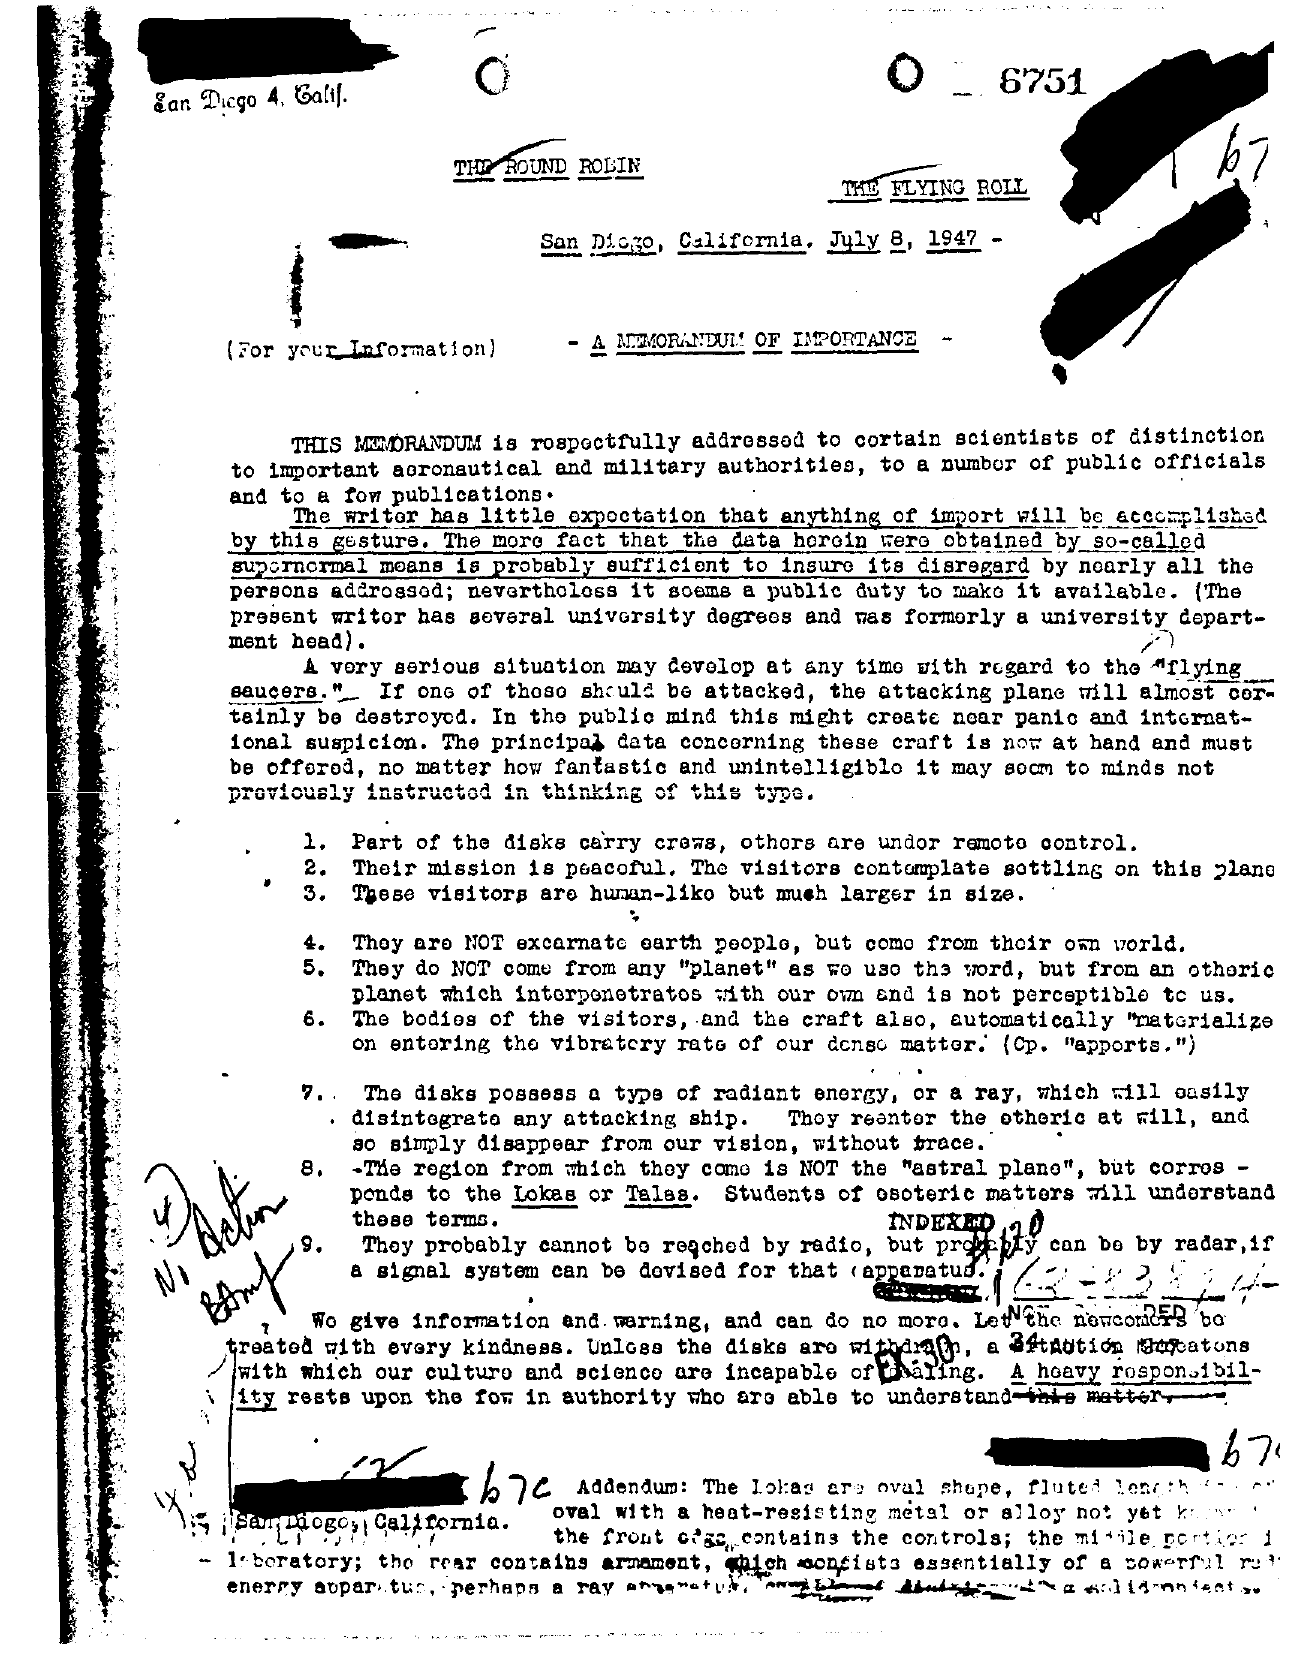 San Diego 4, Calif.
6751
b7
THE ROUND ROBIN
THE FLYING ROLL
San Diego, California. July 8, 1947 -
(For your Information) - A MEMORANDUM OF IMPORTANCE -
THIS MEMORANDUM is respectfully addressed to certain scientists of distinction
to important aeronautical and military authorities, to a number of public officials
and to a few publications.
The writer has little expectation that anything of import will be accomplished
by this gesture. The mere fact that the data herein were obtained by so-called
supernormal means is probably sufficient to insure its disregard by nearly all the
persons addressed; nevertheless it seems a public duty to make it available. (The
present writer has several university degrees and was formerly a university depart-
ment head).
A very serious situation may develop at any time with regard to the "flying
saucers." If one of these should be attacked, the attacking plane will almost cer-
tainly be destroyed. In the public mind this might create near panic and internat-
ional suspicion. The principal data concerning these craft is now at hand and must
be offered, no matter how fantastic and unintelligible it may seem to minds not
previously instructed in thinking of this type.
1. Part of the disks carry crews, others are under remote control.
2. Their mission is peaceful. The visitors contemplate settling on this plane
3. These visitors are human-like but much larger in size.
4. They are NOT excarnate earth people, but come from their own world.
5. They do NOT come from any "planet" as we use the word, but from an etheric
planet which interpenetrates with our own and is not perceptible to us.
6. The bodies of the visitors, and the craft also, automatically "materialize
on entering the vibratory rate of our dense matter. (Cp. "apports.")
7. The disks possess a type of radiant energy, or a ray, which will easily
disintegrate any attacking ship. They reenter the etheric at will, and
so simply disappear from our vision, without trace.
8. -The region from which they come is NOT the "astral plane", but corres -
ponds to the Lokas or Talas. Students of esoteric matters will understand
these terms.
INDEXED
9. They probably cannot be reached by radio, but probably can be by radar, if
a signal system can be devised for that apparatus.
No Action
We give information and warning, and can do no more. Let the newcomers be
treated with every kindness. Unless the disks are withdrawn, a
with which our culture and science are incapable of dealing. A heavy responsibil-
EX-30
ity rests upon the few in authority who are able to understand this matter.
b7C
b7C
Addendum: The Lokas are oval shape, fluted length
San Diego, California.
oval with a heat-resisting metal or alloy not yet
the front cage contains the controls; the middle portion
laboratory; the rear contains armament, which consists essentially of a powerful
energy apparatus, perhaps a ray